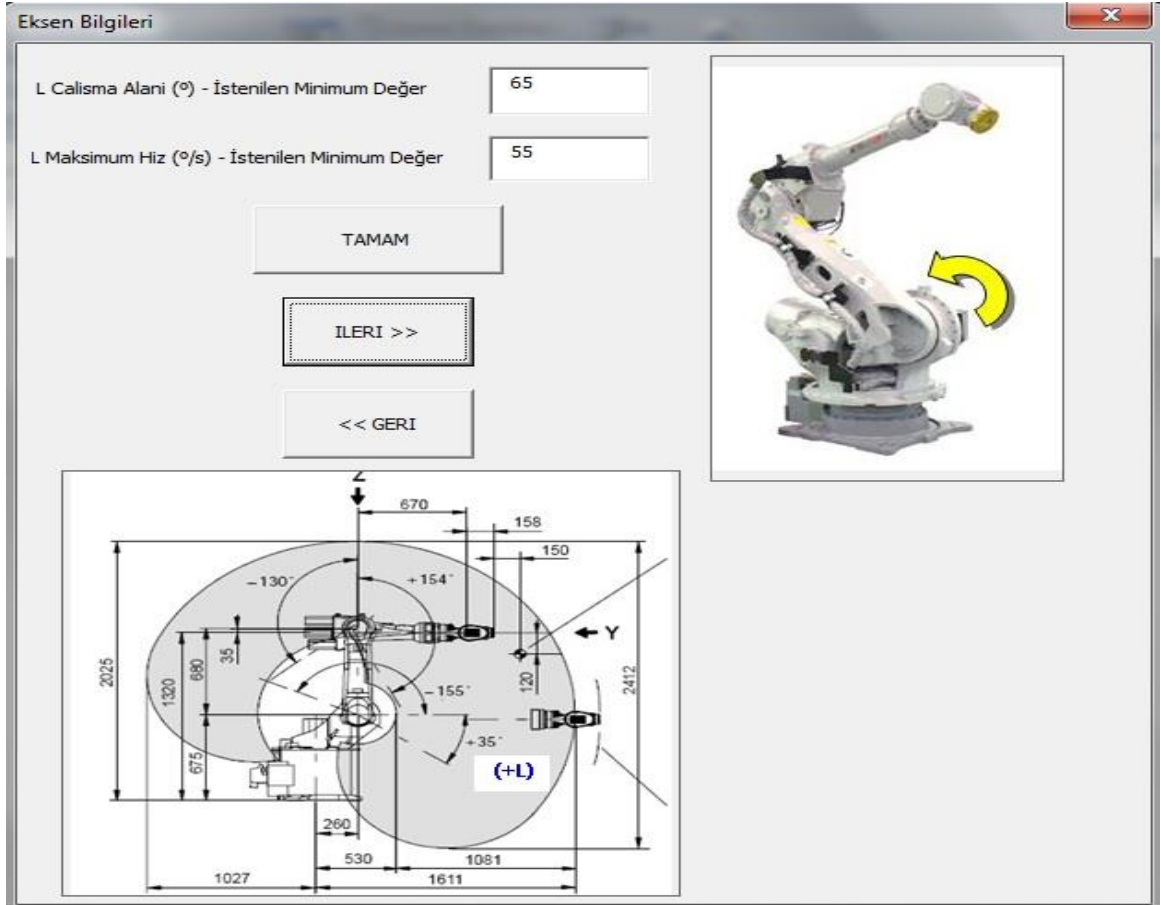 Eksen Bilgileri
L Calisma Alani (º) - İstenilen Minimum Değer
65
L Maksimum Hiz (º/s) - İstenilen Minimum Değer
55
TAMAM
ILERI >>
<< GERI
Z
670
158
150
-130°
+154°
Y
2025
1320
680
35
120
2412
-155°
+35°
675
(+L)
260
530
1081
1027
1611